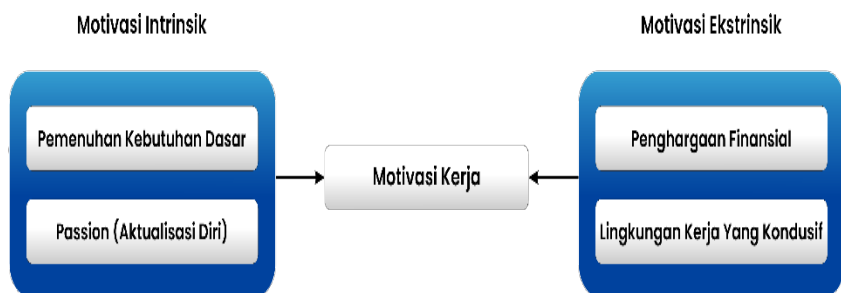 Motivasi Intrinsik
Motivasi Ekstrinsik
Pemenuhan Kebutuhan Dasar
Passion (Aktualisasi Diri)
Motivasi Kerja
Penghargaan Finansial
Lingkungan Kerja Yang Kondusif